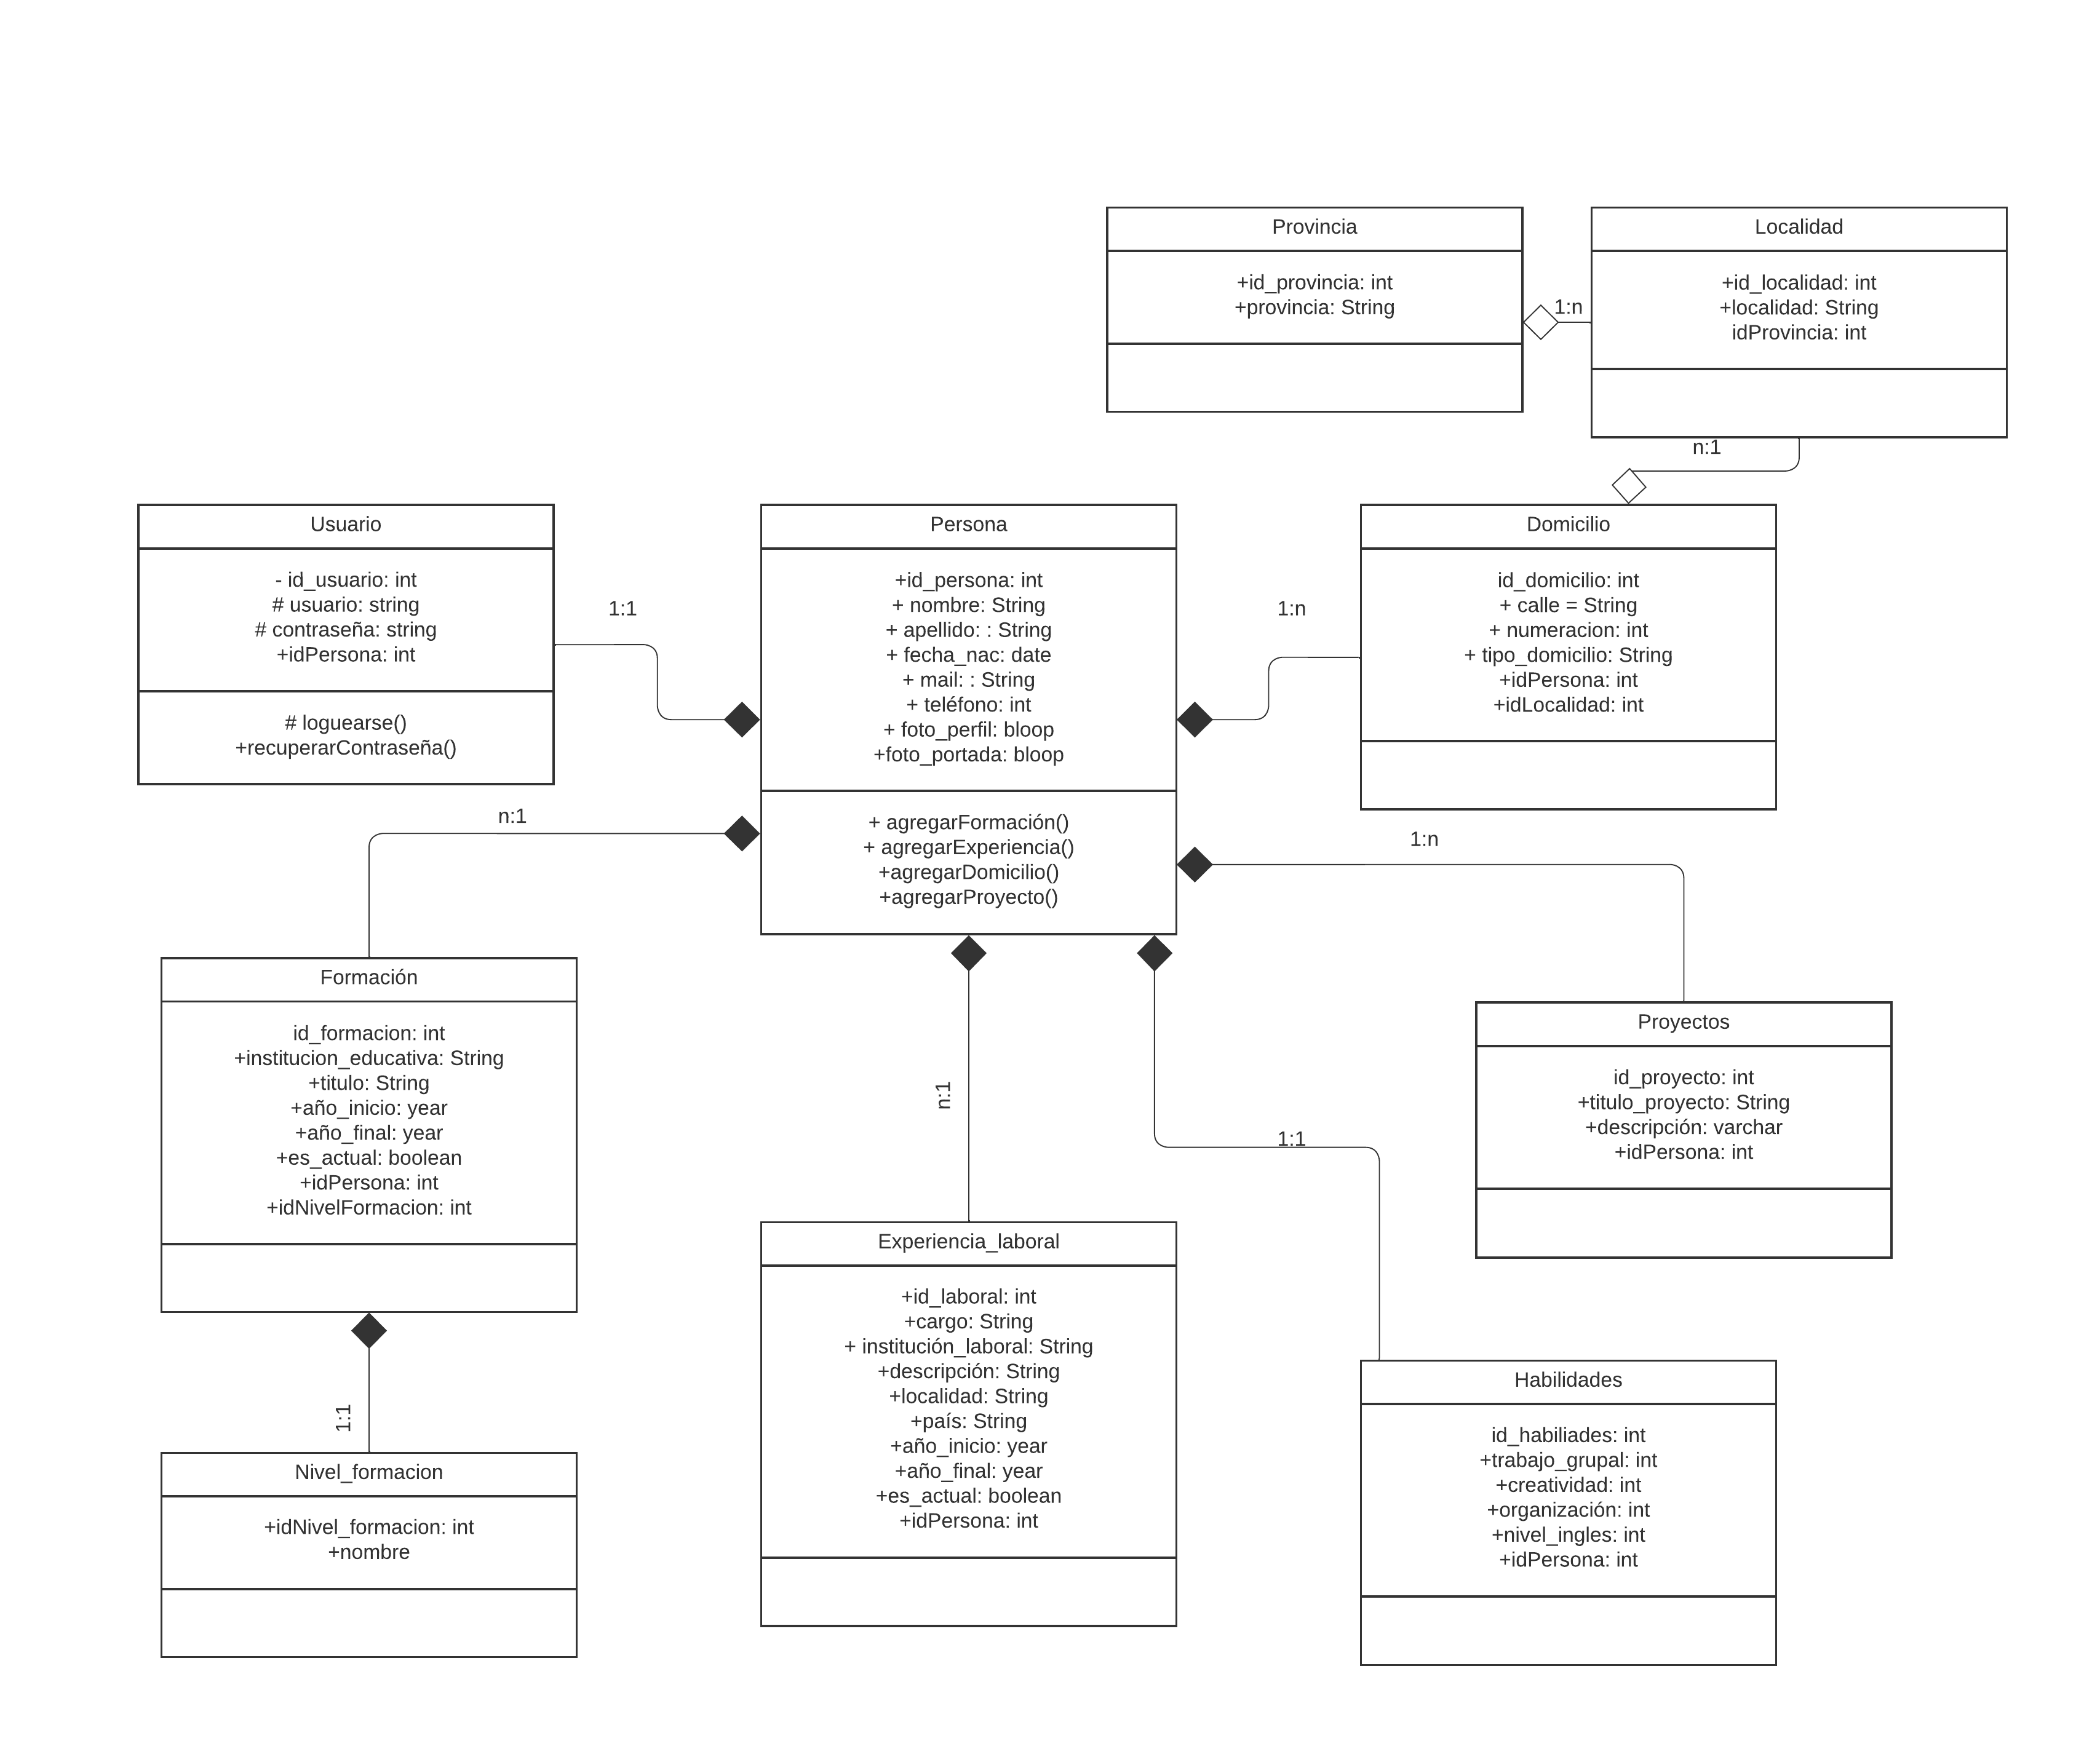 Provincia
+id_provincia: int
+provincia: String
1:n
Localidad
+id_localidad: int
+localidad: String
idProvincia: int
n:1
Usuario
- id_usuario: int
# usuario: string
# contraseña: string
+idPersona: int
# loguearse()
+recuperarContraseña()
1:1
Persona
+id_persona: int
+ nombre: String
+ apellido: : String
+ fecha_nac: date
+ mail: : String
+ teléfono: int
+ foto_perfil: bloop
+foto_portada: bloop
+ agregarFormación()
+ agregarExperiencia()
+agregarDomicilio()
+agregarProyecto()
1:n
Domicilio
id_domicilio: int
+ calle = String
+ numeracion: int
+ tipo_domicilio: String
+idPersona: int
+idLocalidad: int
n:1
1:n
Formación
id_formacion: int
+institucion_educativa: String
+titulo: String
+año_inicio: year
+año_final: year
+es_actual: boolean
+idPersona: int
+idNivelFormacion: int
n:1
1:1
Proyectos
id_proyecto: int
+titulo_proyecto: String
+descripción: varchar
+idPersona: int
Experiencia_laboral
+id_laboral: int
+cargo: String
+ institución_laboral: String
+descripción: String
+localidad: String
+país: String
+año_inicio: year
+año_final: year
+es_actual: boolean
+idPersona: int
Habilidades
id_habiliades: int
+trabajo_grupal: int
+creatividad: int
+organización: int
+nivel_ingles: int
+idPersona: int
1:1
Nivel_formacion
+idNivel_formacion: int
+nombre